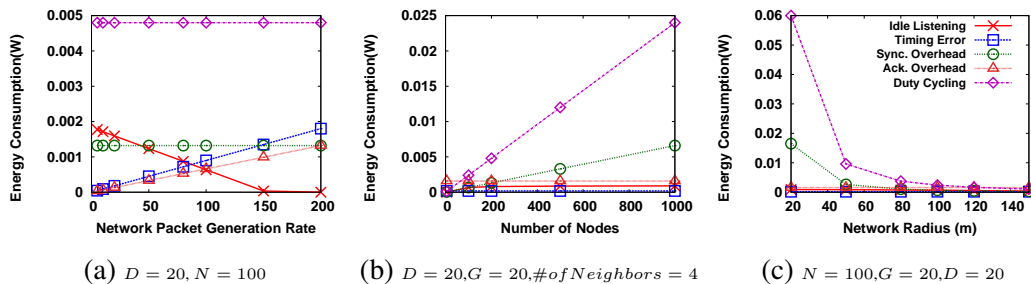 Energy Consumption(W)
0.005
0.004
0.003
0.002
0.001
0
0
50
100
150
200
Network Packet Generation Rate
(a) D = 20, N = 100
Energy Consumption(W)
0.025
0.020
0.015
0.010
0.005
0
0
200
400
600
800
1000
Number of Nodes
(b) D = 20,G = 20,#ofNeighbors = 4
Energy Consumption(W)
0.06
0.05
0.04
0.03
0.02
0.01
0
20
40
60
80
100
120
140
Network Radius (m)
Idle Listening
Timing Error
Sync. Overhead
Ack. Overhead
Duty Cycling
(c) N = 100,G = 20,D = 20